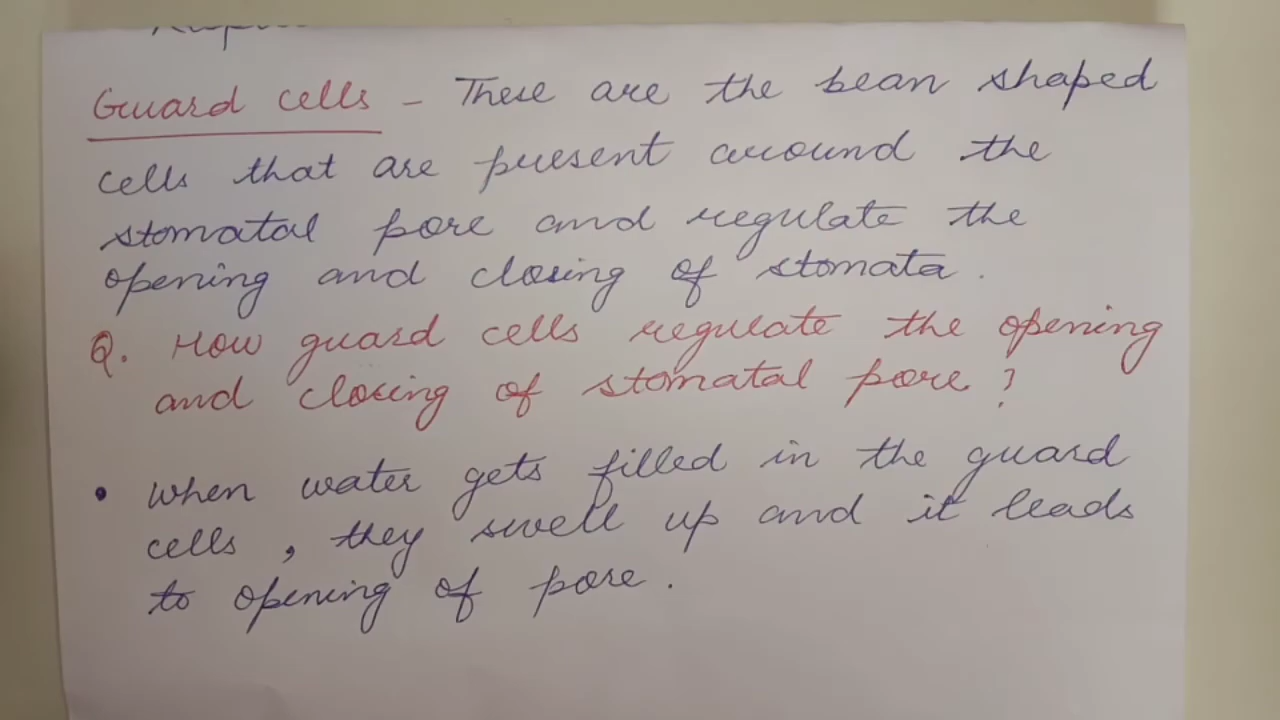 Guard cells - These are the bean shaped
cells that are present around the
stomatal pore and regulate the
opening and closing of stomata.
Q. How guard cells regulate the opening
and closing of stomatal pore?
• When water gets filled in the guard
cells, they swell up and it leads
to opening of pore.